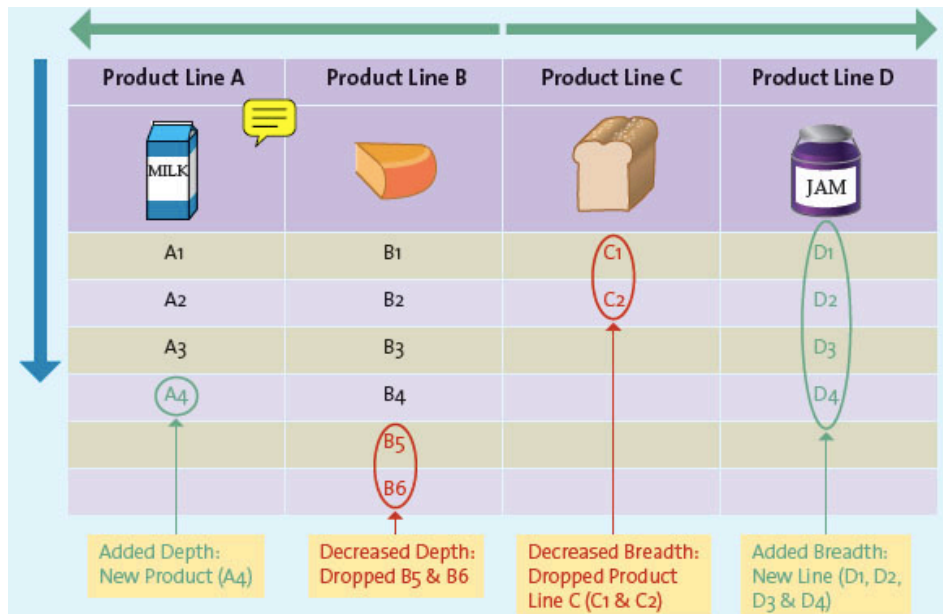 Product Line A Product Line B Product Line C Product Line D
MILK JAM
A1 B1 C1 D1
A2 B2 C2 D2
A3 B3 D3
A4 B4 D4
B5
B6
Added Depth:
New Product (A4)
Decreased Depth:
Dropped B5 & B6
Decreased Breadth:
Dropped Product
Line C (C1 & C2)
Added Breadth:
New Line (D1, D2,
D3 & D4)